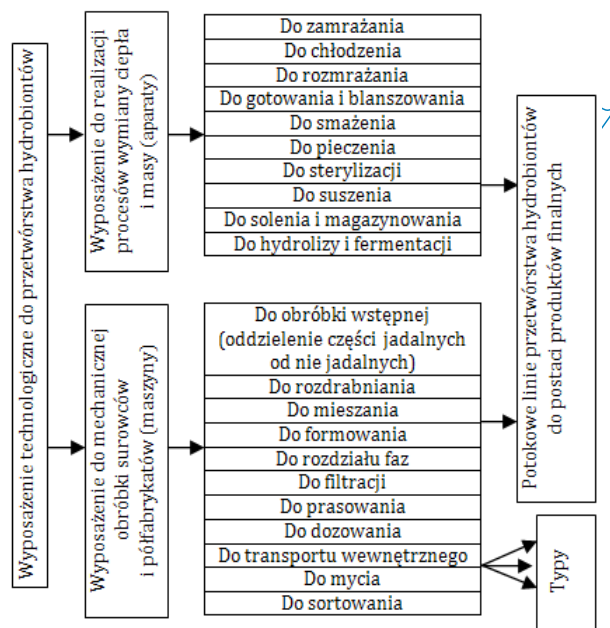 Wyposażenie technologiczne do przetwórstwa hydrobiontów
Wyposażenie do realizacji
procesów wymiany ciepła
i masy (aparaty)
Do zamrażania
Do chłodzenia
Do rozmrażania
Do gotowania i blanszowania
Do smażenia
Do pieczenia
Do sterylizacji
Do suszenia
Do solenia i magazynowania
Do hydrolizy i fermentacji
Wyposażenie do mechanicznej
obróbki surowców
i półfabrykatów (maszyny)
Do obróbki wstępnej
(oddzielenie części jadalnych
od nie jadalnych)
Do rozdrabniania
Do mieszania
Do formowania
Do rozdziału faz
Do filtracji
Do prasowania
Do dozowania
Do transportu wewnętrznego
Do mycia
Do sortowania
Potokowe linie przetwórstwa hydrobiontów
do postaci produktów finalnych
Typy